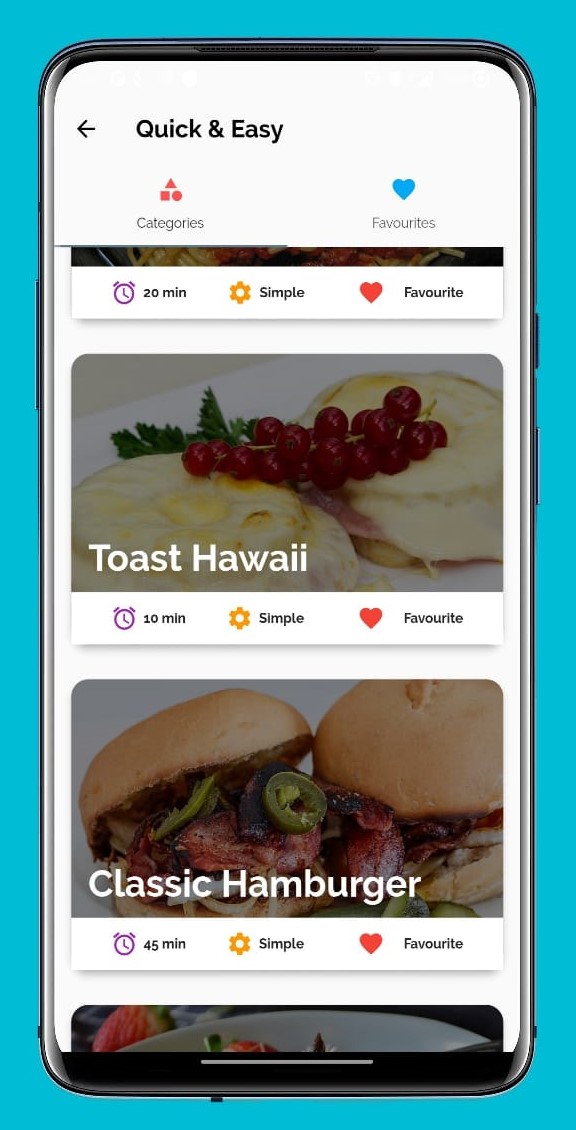 Quick & Easy
Categories
Favourites
20 min Simple Favourite
Toast Hawaii
10 min Simple Favourite
Classic Hamburger
45 min Simple Favourite